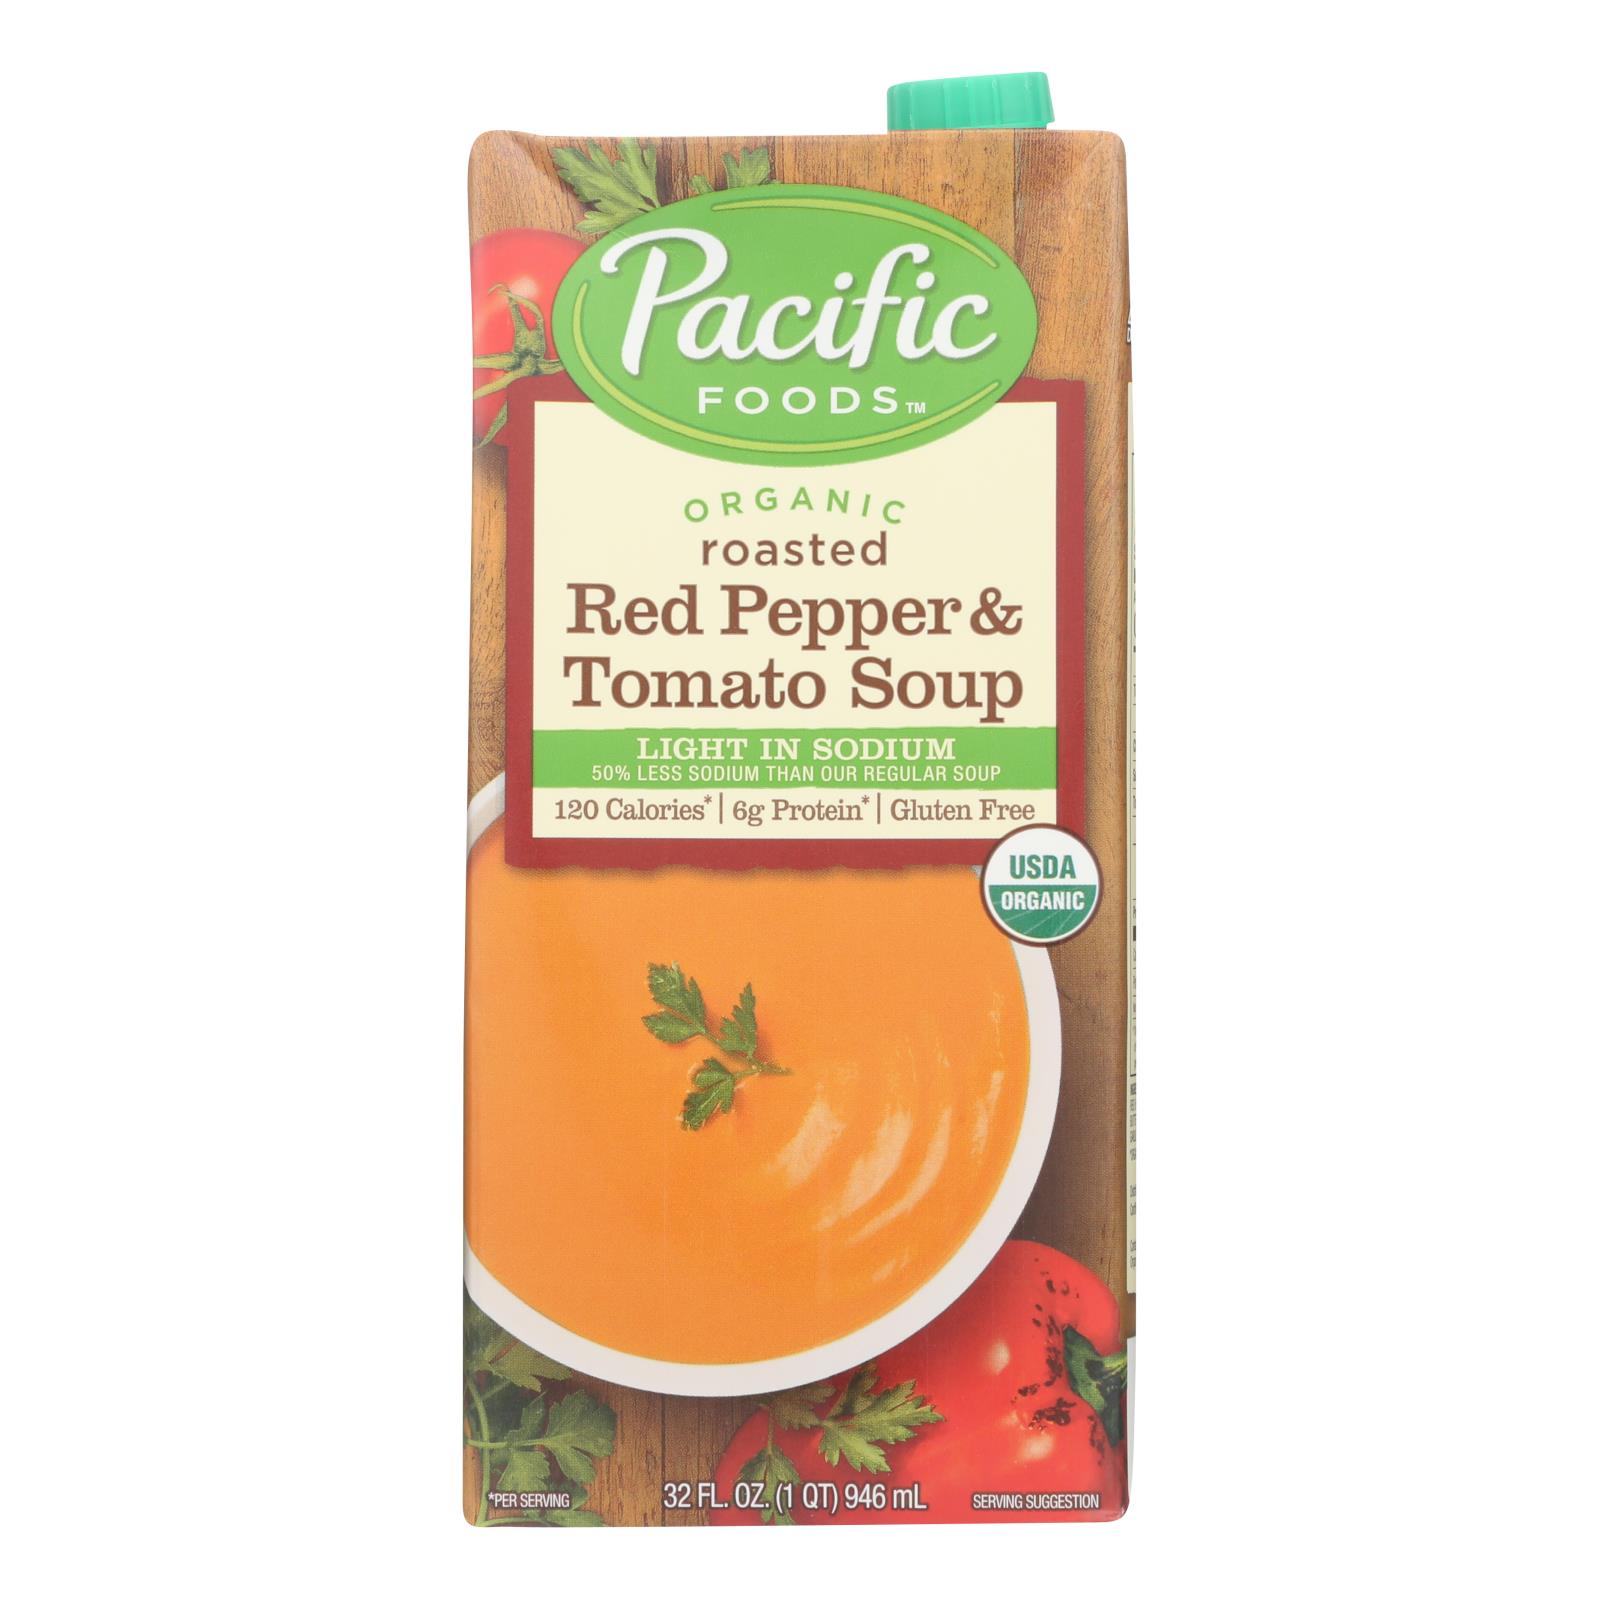 Pacific
FOODS™
ORGANIC
roasted
Red Pepper &
Tomato Soup
LIGHT IN SODIUM
50% LESS SODIUM THAN OUR REGULAR SOUP
120 Calories* | 6g Protein* | Gluten Free
USDA
ORGANIC
*PER SERVING
32 FL. OZ. (1 QT) 946 mL
SERVING SUGGESTION